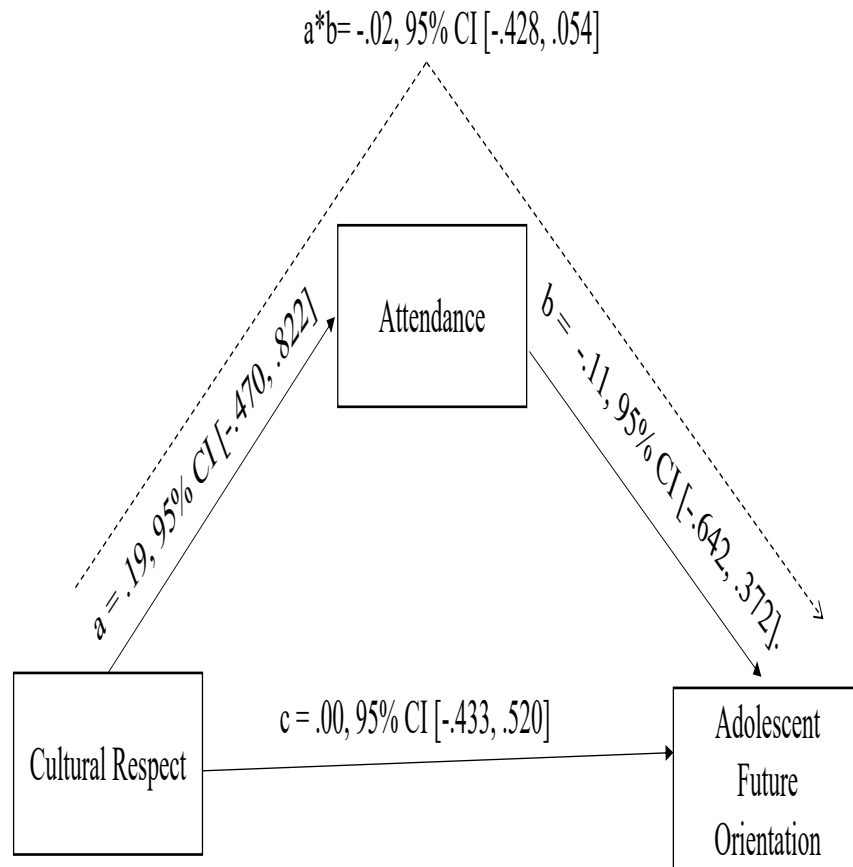 a*b= -.02, 95% CI [-.428, .054]
Attendance
a = .19, 95% CI [-.470, .822]
b = -.11, 95% CI [-.642, .372].
c = .00, 95% CI [-.433, .520]
Cultural Respect
Adolescent
Future
Orientation